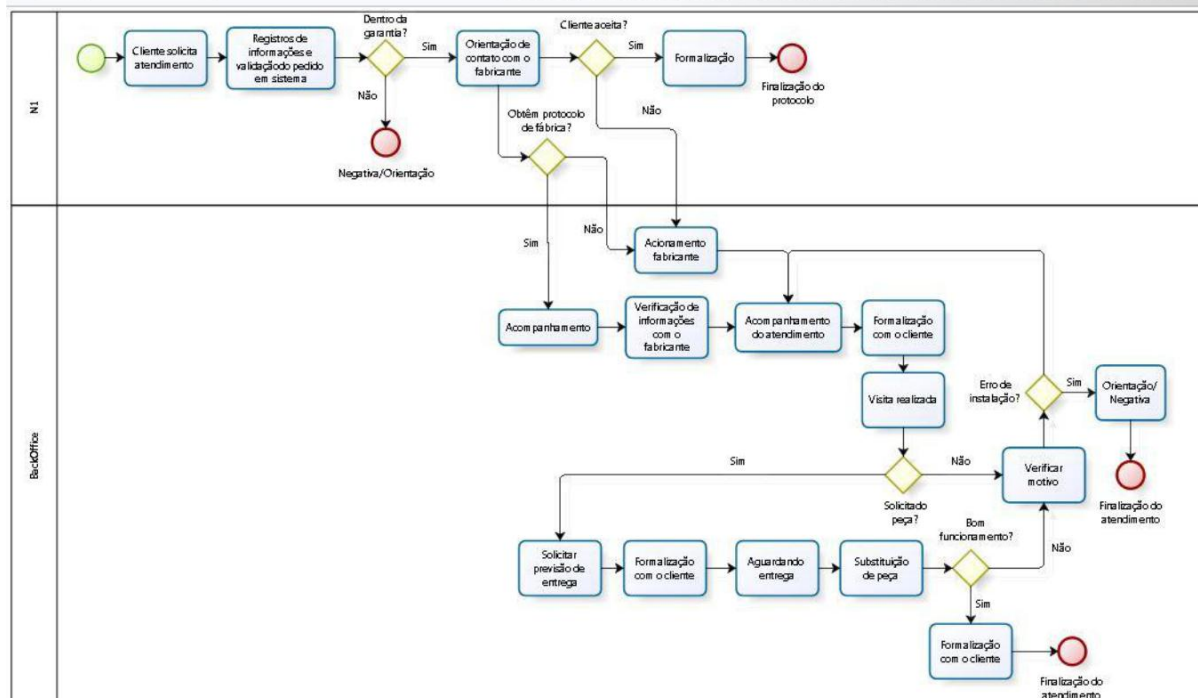 N1
Cliente solicita
atendimento
Registros de
informações e
validaçãodo pedido
em sistema
Dentro da
garantia?
Sim
Não
Negativa/Orientação
Orientação de
contato com o
fabricante
Cliente aceita?
Sim
Não
Formalização
Finalização do
protocolo
Obtêm protocolo
de fábrica?
BackOffice
Sim
Não
Acionamento
fabricante
Acompanhamento
Verificação de
informações
com o
fabricante
Acompanhamento
do atendimento
Formalização
com o cliente
Visita realizada
Solicitado
peça?
Sim
Não
Verificar
motivo
Erro de
instalação?
Sim
Orientação/
Negativa
Finalização do
atendimento
Solicitar
previsão de
entrega
Formalização
com o cliente
Aguardando
entrega
Substituição
de peça
Bom
funcionamento?
Não
Sim
Formalização
com o cliente
Finalização do
atendimento